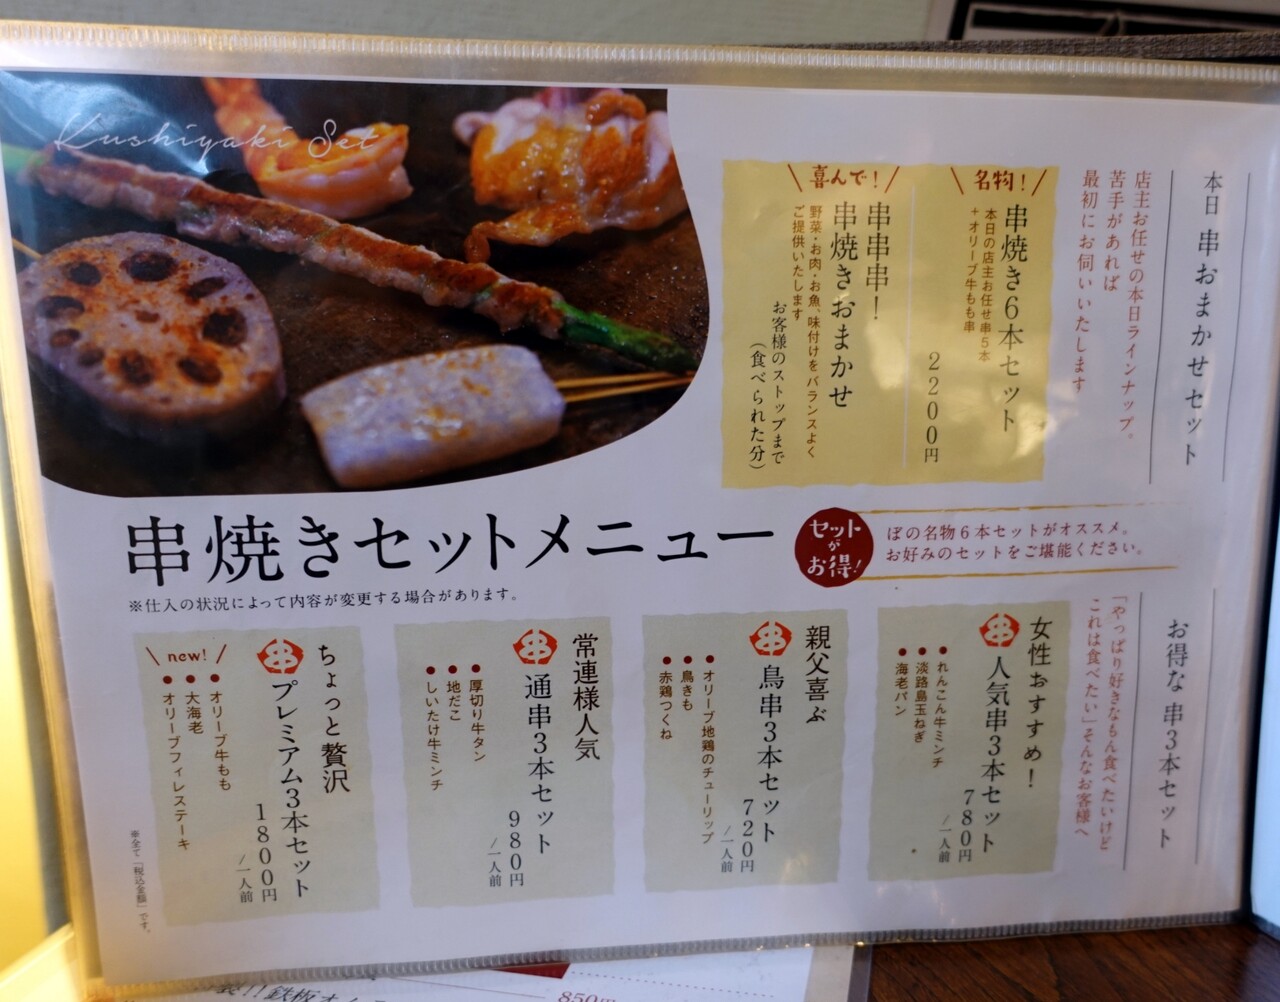 Kushiyaki Set
本日 串おまかせセット
店主お任せの本日ラインナップ。
苦手があれば
最初にお伺いいたします
名物!
串焼き6本セット
本日の店主お任せ串5本
+オリーブ牛もも串
2200円
喜んで!
串串串!
串焼きおまかせ
野菜・お肉・お魚、味付けをバランスよく
ご提供いたします
お客様のストップまで
(食べられた分)
串焼きセットメニュー
※仕入の状況によって内容が変更する場合があります。
セット
が
お得!
ぼの名物6本セットがオススメ。
お好みのセットをご堪能ください。
お得な 串3本セット
「やっぱり好きなもん食べたいけど
これは食べたい」そんなお客様へ
女性おすすめ!
串 人気串3本セット
780円
/一人前
●れんこん牛ミンチ
●淡路島玉ねぎ
●海老パン
親父喜ぶ
串 鳥串3本セット
720円
/一人前
●オリーブ地鶏のチューリップ
●鳥きも
●赤鶏つくね
常連様人気
串 通串3本セット
980円
/一人前
●厚切り牛タン
●地だこ
●しいたけ牛ミンチ
ちょっと贅沢
串 プレミアム3本セット
1800円
/一人前
new!
●オリーブ牛もも
●大海老
●オリーブフィレステーキ
※全て「税込金額」です。
850円